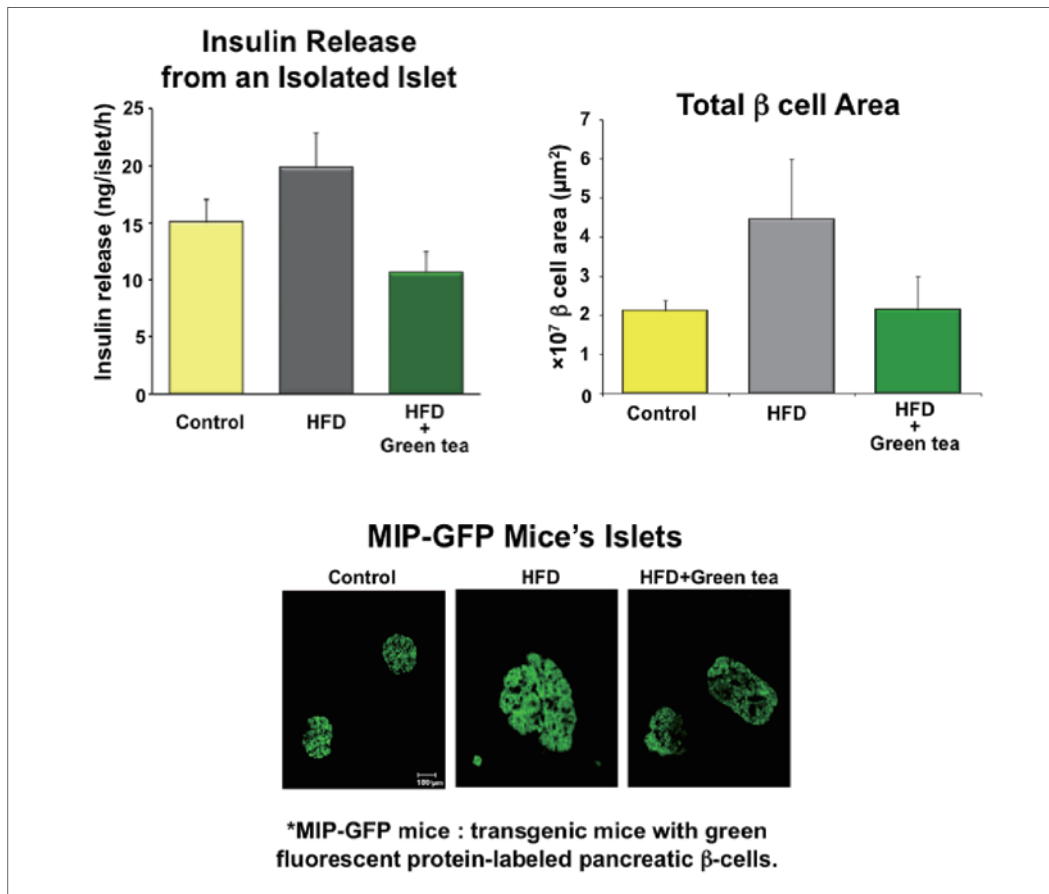 Insulin Release
from an Isolated Islet
Insulin release (ng/islet/h)
25
20
15
10
5
0
Control
HFD
HFD
+
Green tea
Total β cell Area
×10⁷ β cell area (µm²)
7
6
5
4
3
2
1
0
Control
HFD
HFD
+
Green tea
MIP-GFP Mice's Islets
Control
HFD
HFD+Green tea
100µm
*MIP-GFP mice : transgenic mice with green
fluorescent protein-labeled pancreatic β-cells.